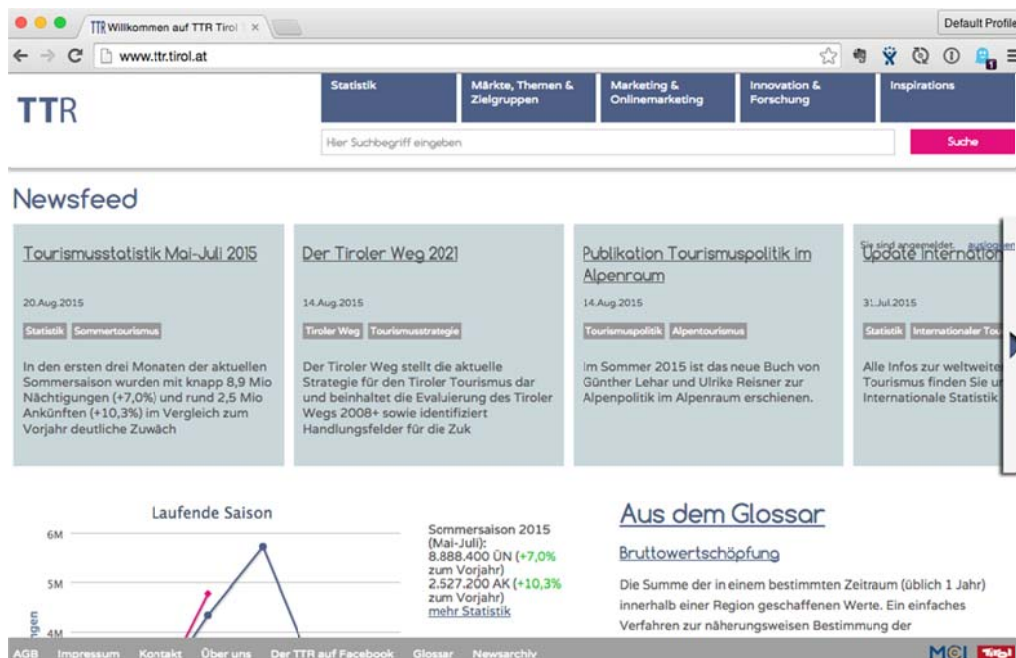 TTR Willkommen auf TTR Tirol
Default Profile
www.ttr.tirol.at
1
TTR
Statistik
Märkte, Themen &
Zielgruppen
Marketing &
Onlinemarketing
Innovation &
Forschung
Inspirations
Hier Suchbegriff eingeben
Suche
Newsfeed
Tourismusstatistik Mai-Juli 2015
20.Aug.2015
Statistik Sommertourismus
In den ersten drei Monaten der aktuellen
Sommersaison wurden mit knapp 8,9 Mio
Nächtigungen (+7,0%) und rund 2,5 Mio
Ankünften (+10,3%) im Vergleich zum
Vorjahr deutliche Zuwäch
Der Tiroler Weg 2021
14.Aug.2015
Tiroler Weg Tourismusstrategie
Der Tiroler Weg stellt die aktuelle
Strategie für den Tiroler Tourismus dar
und beinhaltet die Evaluierung des Tiroler
Wegs 2008+ sowie identifiziert
Handlungsfelder für die Zuk
Publikation Tourismuspolitik im
Alpenraum
14.Aug.2015
Tourismuspolitik Alpentourismus
Im Sommer 2015 ist das neue Buch von
Günther Lehar und Ulrike Reisner zur
Alpenpolitik im Alpenraum erschienen.
Sie sind angemeldet. ausloggen
Update Internation
31.Jul.2015
Statistik Internationaler Tou
Alle Infos zur weltweite
Tourismus finden Sie un
Internationale Statistik
Laufende Saison
6M
5M
4M
ngen
Sommersaison 2015
(Mai-Juli):
8.888.400 ÜN (+7,0%
zum Vorjahr)
2.527.200 AK (+10,3%
zum Vorjahr)
mehr Statistik
Aus dem Glossar
Bruttowertschöpfung
Die Summe der in einem bestimmten Zeitraum (üblich 1 Jahr)
innerhalb einer Region geschaffenen Werte. Ein einfaches
Verfahren zur näherungsweisen Bestimmung der
AGB Impressum Kontakt Über uns Der TTR auf Facebook Glossar Newsarchiv
MCI Tirol